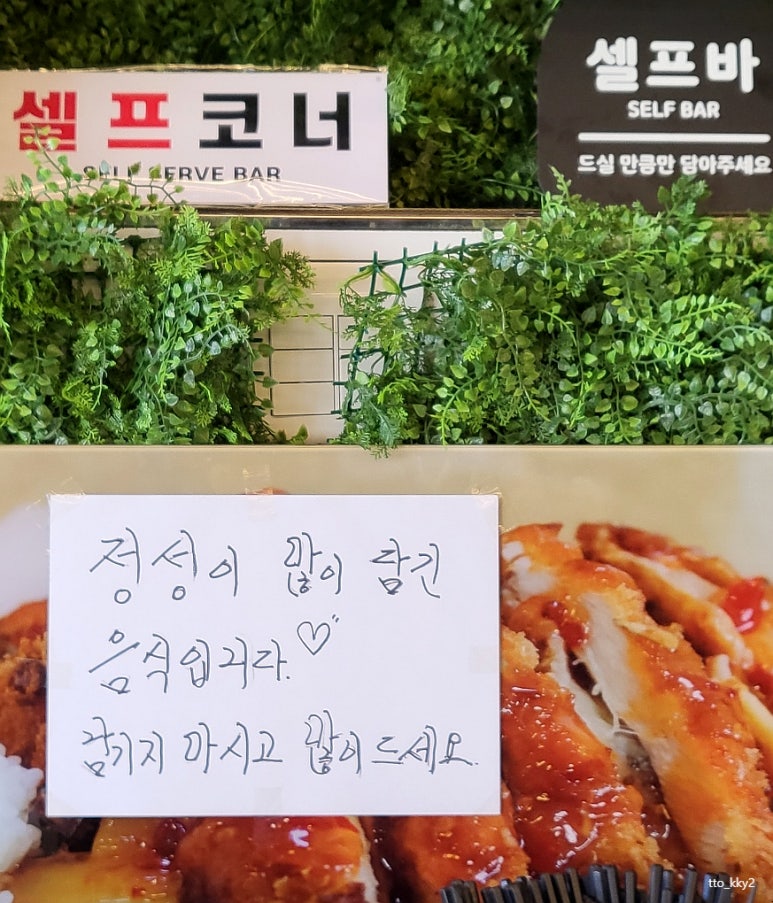 셀프코너
SELF SERVE BAR
셀프바
SELF BAR
드실 만큼만 담아주세요
정성이 많이 담긴
음식입니다.♡
남기지 마시고 많이 드세요.
tto_kky2